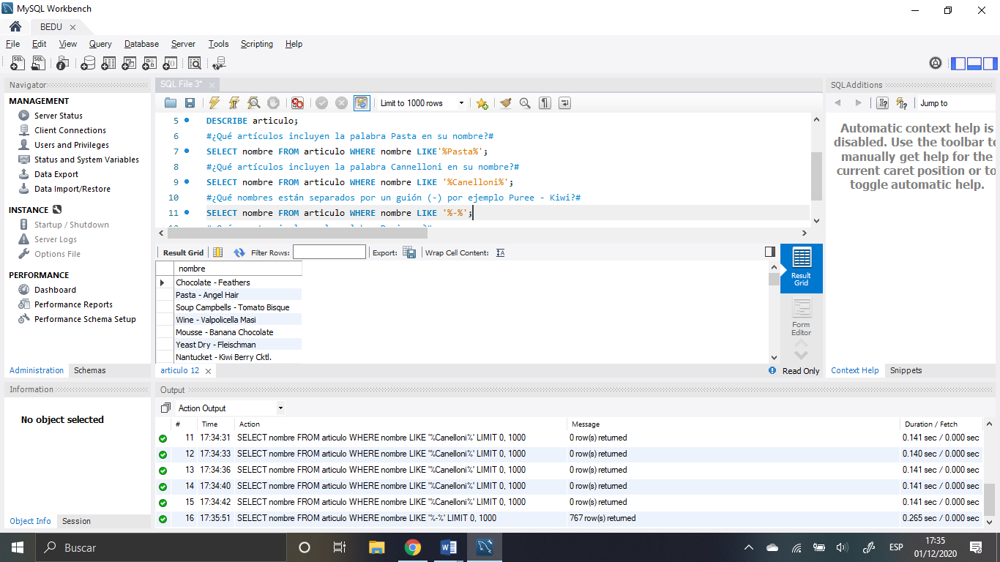 MySQL Workbench
BEDU
File Edit View Query Database Server Tools Scripting Help
Navigator
MANAGEMENT
Server Status
Client Connections
Users and Privileges
Status and System Variables
Data Export
Data Import/Restore
INSTANCE
Startup / Shutdown
Server Logs
Options File
PERFORMANCE
Dashboard
Performance Reports
Performance Schema Setup
Administration Schemas
Information
No object selected
Object Info Session
SQL File 3*
Limit to 1000 rows
5 DESCRIBE articulo;
6 #¿Qué artículos incluyen la palabra Pasta en su nombre?#
7 SELECT nombre FROM articulo WHERE nombre LIKE'%Pasta%';
8 #¿Qué artículos incluyen la palabra Cannelloni en su nombre?#
9 SELECT nombre FROM articulo WHERE nombre LIKE '%Canelloni%';
10 #¿Qué nombres están separados por un guión (-) por ejemplo Puree - Kiwi?#
11 SELECT nombre FROM articulo WHERE nombre LIKE '%-%';
Result Grid Filter Rows: Export: Wrap Cell Content:
nombre
Chocolate - Feathers
Pasta - Angel Hair
Soup Campbells - Tomato Bisque
Wine - Valpolicella Masi
Mousse - Banana Chocolate
Yeast Dry - Fleischman
Nantucket - Kiwi Berry Cktl.
Result
Grid
Form
Editor
articulo 12
Read Only
SQLAdditions
Jump to
Automatic context help is
disabled. Use the toolbar to
manually get help for the
current caret position or to
toggle automatic help.
Context Help Snippets
Output
Action Output
# Time Action Message Duration / Fetch
11 17:34:31 SELECT nombre FROM articulo WHERE nombre LIKE '%Canelloni%' LIMIT 0, 1000 0 row(s) returned 0.141 sec / 0.000 sec
12 17:34:33 SELECT nombre FROM articulo WHERE nombre LIKE '%Canelloni%' LIMIT 0, 1000 0 row(s) returned 0.140 sec / 0.000 sec
13 17:34:36 SELECT nombre FROM articulo WHERE nombre LIKE '%Canelloni%' LIMIT 0, 1000 0 row(s) returned 0.141 sec / 0.000 sec
14 17:34:40 SELECT nombre FROM articulo WHERE nombre LIKE '%Canelloni%' LIMIT 0, 1000 0 row(s) returned 0.141 sec / 0.000 sec
15 17:34:42 SELECT nombre FROM articulo WHERE nombre LIKE '%Canelloni%' LIMIT 0, 1000 0 row(s) returned 0.141 sec / 0.000 sec
16 17:35:51 SELECT nombre FROM articulo WHERE nombre LIKE '%-%' LIMIT 0, 1000 767 row(s) returned 0.265 sec / 0.000 sec
Buscar
ESP
17:35
01/12/2020